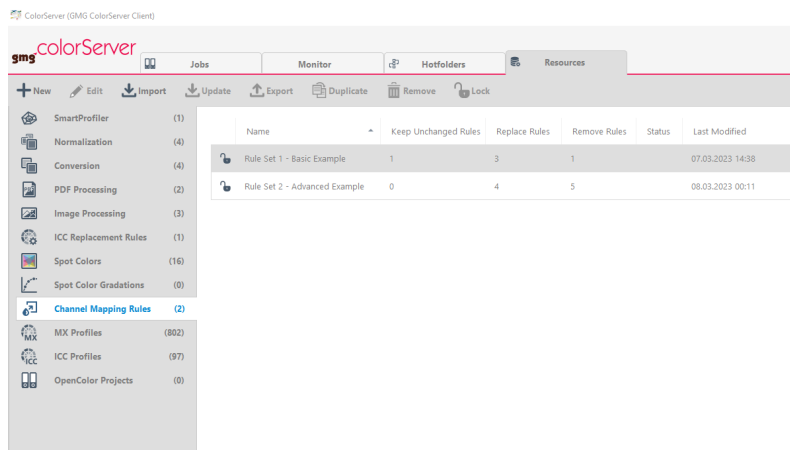 ColorServer (GMG ColorServer Client)
gmg colorServer
Jobs Monitor Hotfolders Resources
New Edit Import Update Export Duplicate Remove Lock
SmartProfiler (1)
Normalization (4)
Conversion (4)
PDF Processing (2)
Image Processing (3)
ICC Replacement Rules (1)
Spot Colors (16)
Spot Color Gradations (0)
Channel Mapping Rules (2)
MX MX Profiles (802)
ICC ICC Profiles (97)
OpenColor Projects (0)
Name Keep Unchanged Rules Replace Rules Remove Rules Status Last Modified
Rule Set 1 - Basic Example 1 3 1 07.03.2023 14:38
Rule Set 2 - Advanced Example 0 4 5 08.03.2023 00:11